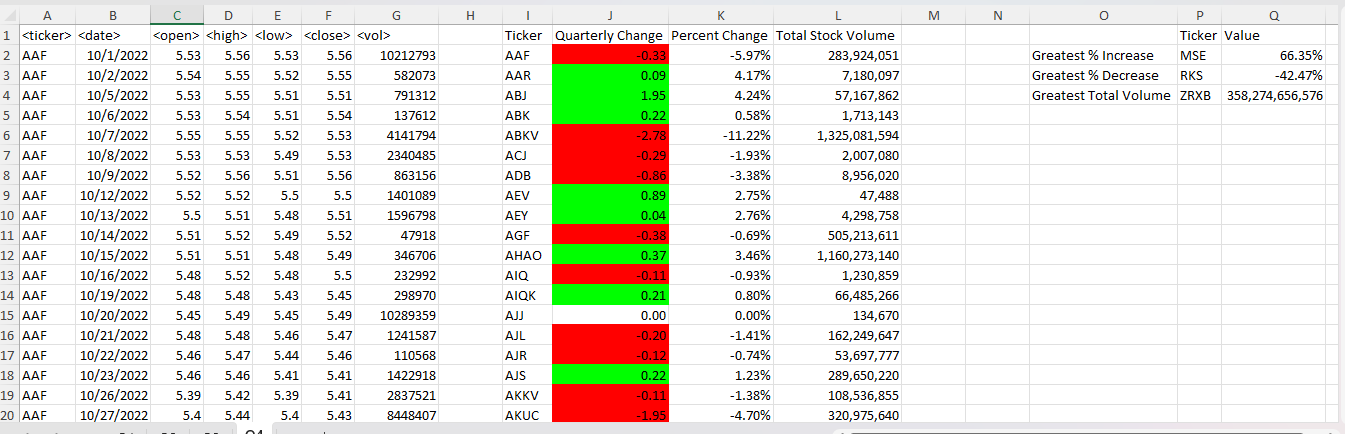 A B C D E F G H I J K L M N O P Q
1 <ticker> <date> <open> <high> <low> <close> <vol> Ticker Quarterly Change Percent Change Total Stock Volume Ticker Value
2 AAF 10/1/2022 5.53 5.56 5.53 5.56 10212793 AAF -0.33 -5.97% 283,924,051 Greatest % Increase MSE 66.35%
3 AAF 10/2/2022 5.54 5.55 5.52 5.55 582073 AAR 0.09 4.17% 7,180,097 Greatest % Decrease RKS -42.47%
4 AAF 10/5/2022 5.53 5.55 5.51 5.51 791312 ABJ 1.95 4.24% 57,167,862 Greatest Total Volume ZRXB 358,274,656,576
5 AAF 10/6/2022 5.53 5.54 5.51 5.54 137612 ABK 0.22 0.58% 1,713,143
6 AAF 10/7/2022 5.55 5.55 5.52 5.53 4141794 ABKV -2.78 -11.22% 1,325,081,594
7 AAF 10/8/2022 5.53 5.53 5.49 5.53 2340485 ACJ -0.29 -1.93% 2,007,080
8 AAF 10/9/2022 5.52 5.56 5.51 5.56 863156 ADB -0.86 -3.38% 8,956,020
9 AAF 10/12/2022 5.52 5.52 5.5 5.5 1401089 AEV 0.89 2.75% 47,488
10 AAF 10/13/2022 5.5 5.51 5.48 5.51 1596798 AEY 0.04 2.76% 4,298,758
11 AAF 10/14/2022 5.51 5.52 5.49 5.52 47918 AGF -0.38 -0.69% 505,213,611
12 AAF 10/15/2022 5.51 5.51 5.48 5.49 346706 AHAO 0.37 3.46% 1,160,273,140
13 AAF 10/16/2022 5.48 5.52 5.48 5.5 232992 AIQ -0.11 -0.93% 1,230,859
14 AAF 10/19/2022 5.48 5.48 5.43 5.45 298970 AIQK 0.21 0.80% 66,485,266
15 AAF 10/20/2022 5.45 5.49 5.45 5.49 10289359 AJJ 0.00 0.00% 134,670
16 AAF 10/21/2022 5.48 5.48 5.46 5.47 1241587 AJL -0.20 -1.41% 162,249,647
17 AAF 10/22/2022 5.46 5.47 5.44 5.46 110568 AJR -0.12 -0.74% 53,697,777
18 AAF 10/23/2022 5.46 5.46 5.41 5.41 1422918 AJS 0.22 1.23% 289,650,220
19 AAF 10/26/2022 5.39 5.42 5.39 5.41 2837521 AKKV -0.11 -1.38% 108,536,855
20 AAF 10/27/2022 5.4 5.44 5.4 5.43 8448407 AKUC -1.95 -4.70% 320,975,640